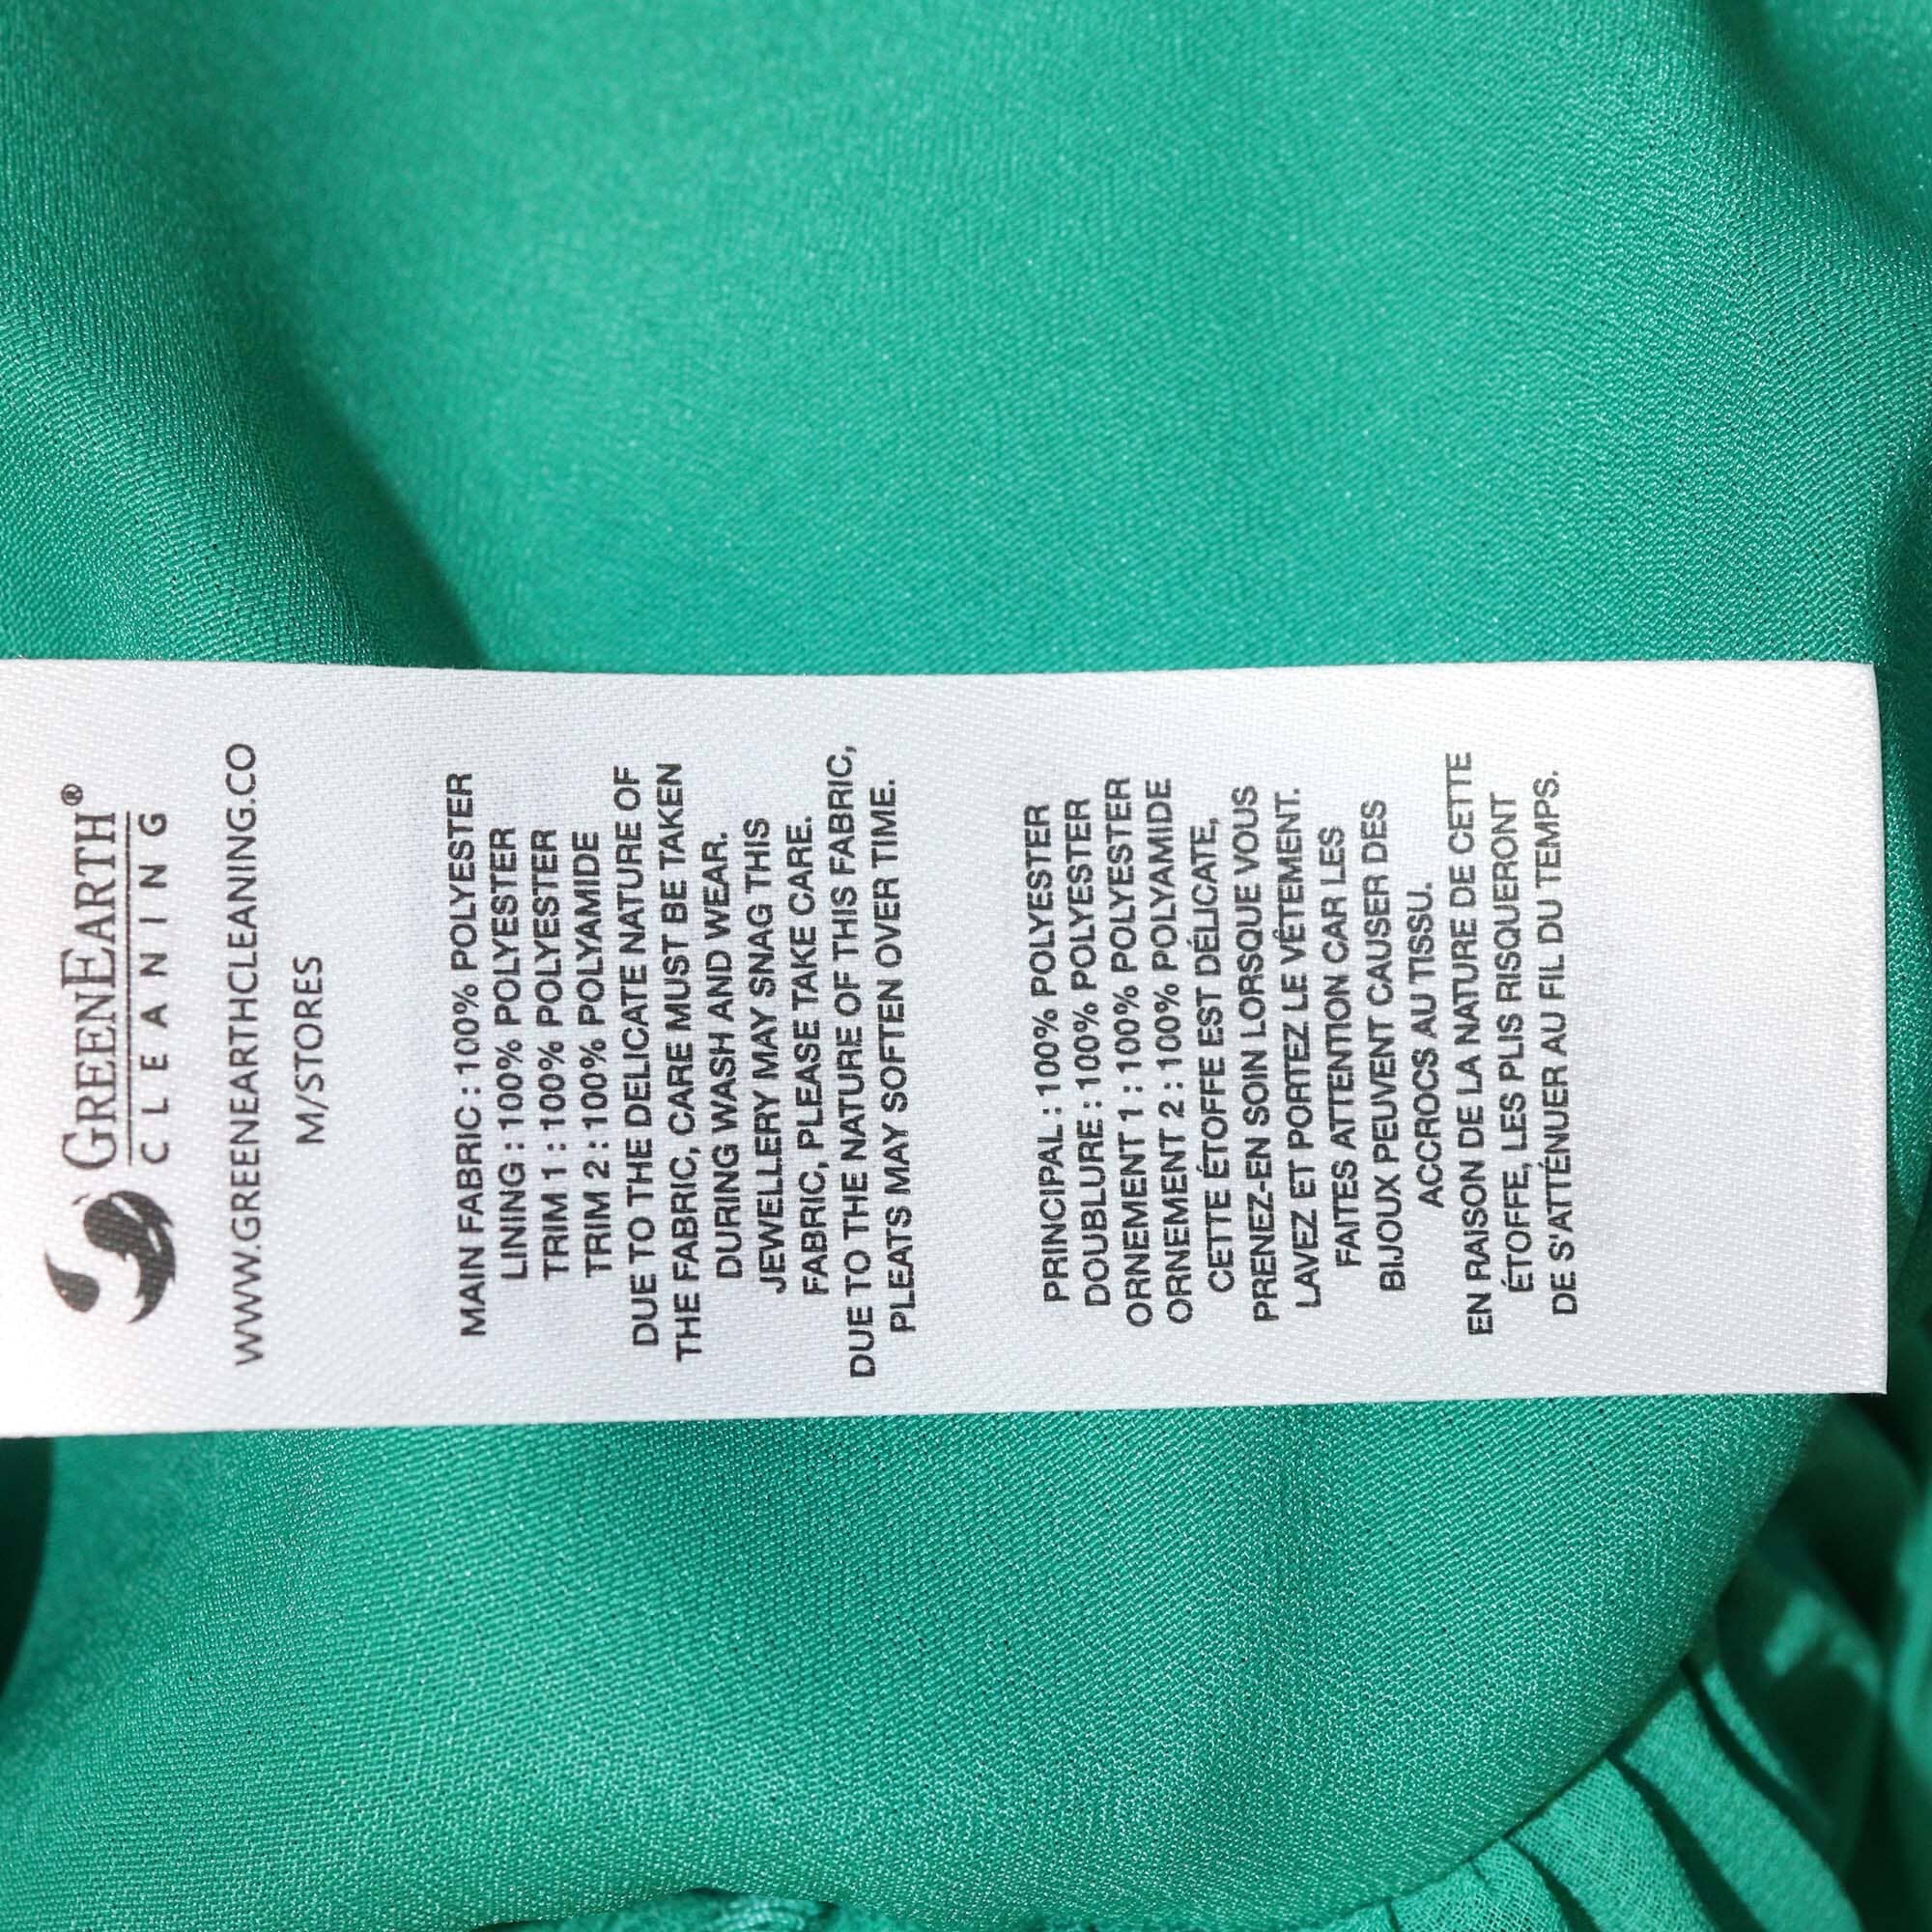 GREENEARTH®
CLEANING
WWW.GREENEARTHCLEANING.CO
M/STORES
MAIN FABRIC : 100% POLYESTER
LINING : 100% POLYESTER
TRIM 1 : 100% POLYESTER
TRIM 2 : 100% POLYAMIDE
DUE TO THE DELICATE NATURE OF
THE FABRIC, CARE MUST BE TAKEN
DURING WASH AND WEAR.
JEWELLERY MAY SNAG THIS
FABRIC, PLEASE TAKE CARE.
DUE TO THE NATURE OF THIS FABRIC,
PLEATS MAY SOFTEN OVER TIME.
PRINCIPAL : 100% POLYESTER
DOUBLURE : 100% POLYESTER
ORNEMENT 1 : 100% POLYESTER
ORNEMENT 2 : 100% POLYAMIDE
CETTE ÉTOFFE EST DÉLICATE,
PRENEZ-EN SOIN LORSQUE VOUS
LAVEZ ET PORTEZ LE VÊTEMENT.
FAITES ATTENTION CAR LES
BIJOUX PEUVENT CAUSER DES
ACCROCS AU TISSU.
EN RAISON DE LA NATURE DE CETTE
ÉTOFFE, LES PLIS RISQUERONT
DE S'ATTÉNUER AU FIL DU TEMPS.